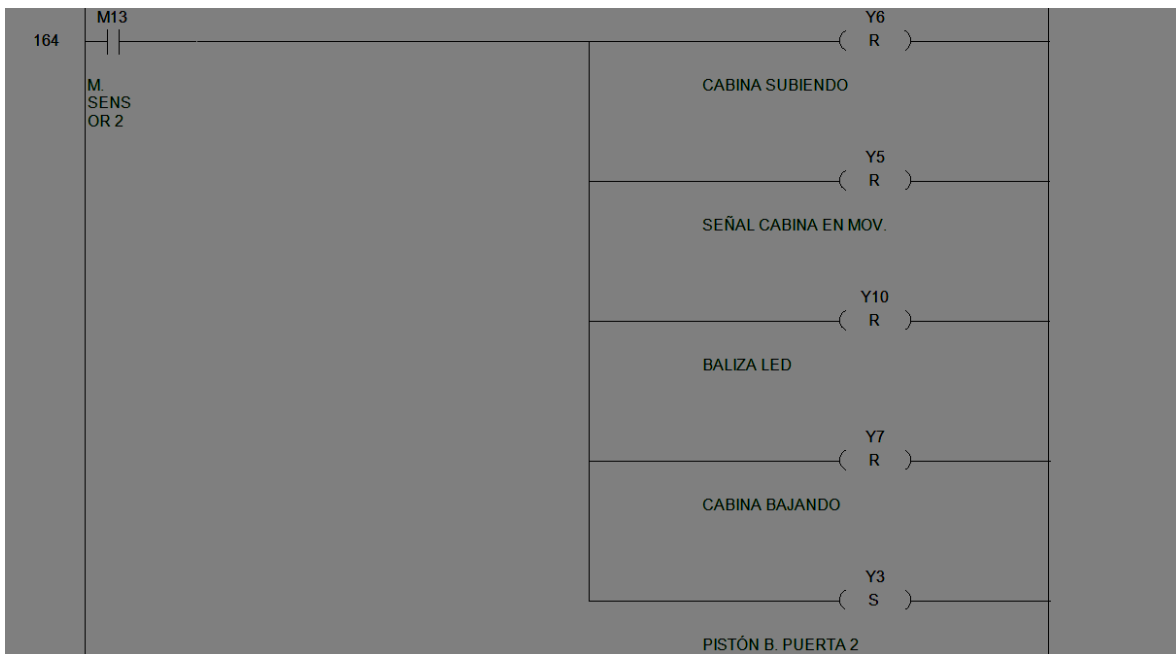 M13
164
M.
SENS
OR 2
Y6
R
CABINA SUBIENDO
Y5
R
SEÑAL CABINA EN MOV.
Y10
R
BALIZA LED
Y7
R
CABINA BAJANDO
Y3
S
PISTÓN B. PUERTA 2